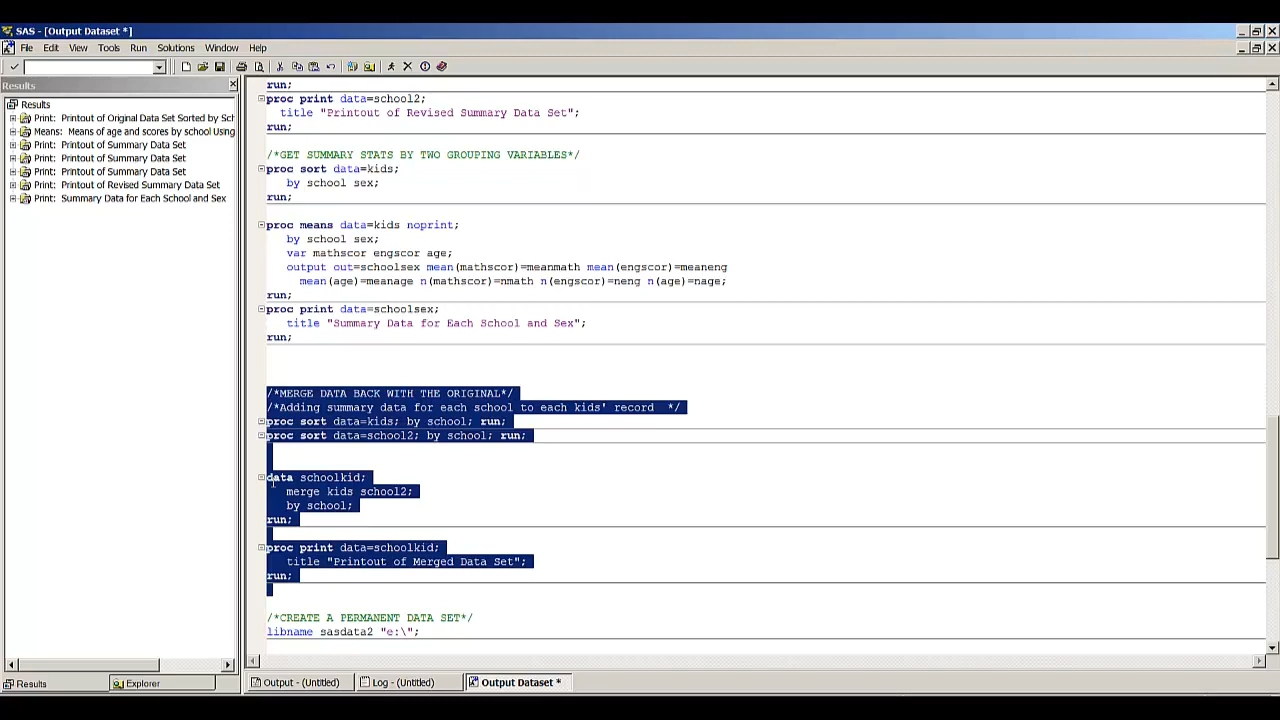 SAS - [Output Dataset *]
File Edit View Tools Run Solutions Window Help
Results
Results
Print: Printout of Original Data Set Sorted by Sch
Means: Means of age and scores by school Using
Print: Printout of Summary Data Set
Print: Printout of Summary Data Set
Print: Printout of Summary Data Set
Print: Printout of Revised Summary Data Set
Print: Summary Data for Each School and Sex
run;
proc print data=school2;
title "Printout of Revised Summary Data Set";
run;
/*GET SUMMARY STATS BY TWO GROUPING VARIABLES*/
proc sort data=kids;
by school sex;
run;
proc means data=kids noprint;
by school sex;
var mathscor engscor age;
output out=schoolsex mean(mathscor)=meanmath mean(engscor)=meaneng
mean(age)=meanage n(mathscor)=nmath n(engscor)=neng n(age)=nage;
run;
proc print data=schoolsex;
title "Summary Data for Each School and Sex";
run;
/*MERGE DATA BACK WITH THE ORIGINAL*/
/*Adding summary data for each school to each kids' record */
proc sort data=kids; by school; run;
proc sort data=school2; by school; run;
data schoolkid;
merge kids school2;
by school;
run;
proc print data=schoolkid;
title "Printout of Merged Data Set";
run;
/*CREATE A PERMANENT DATA SET*/
libname sasdata2 "e:\";
Results Explorer
Output - (Untitled) Log - (Untitled) Output Dataset *